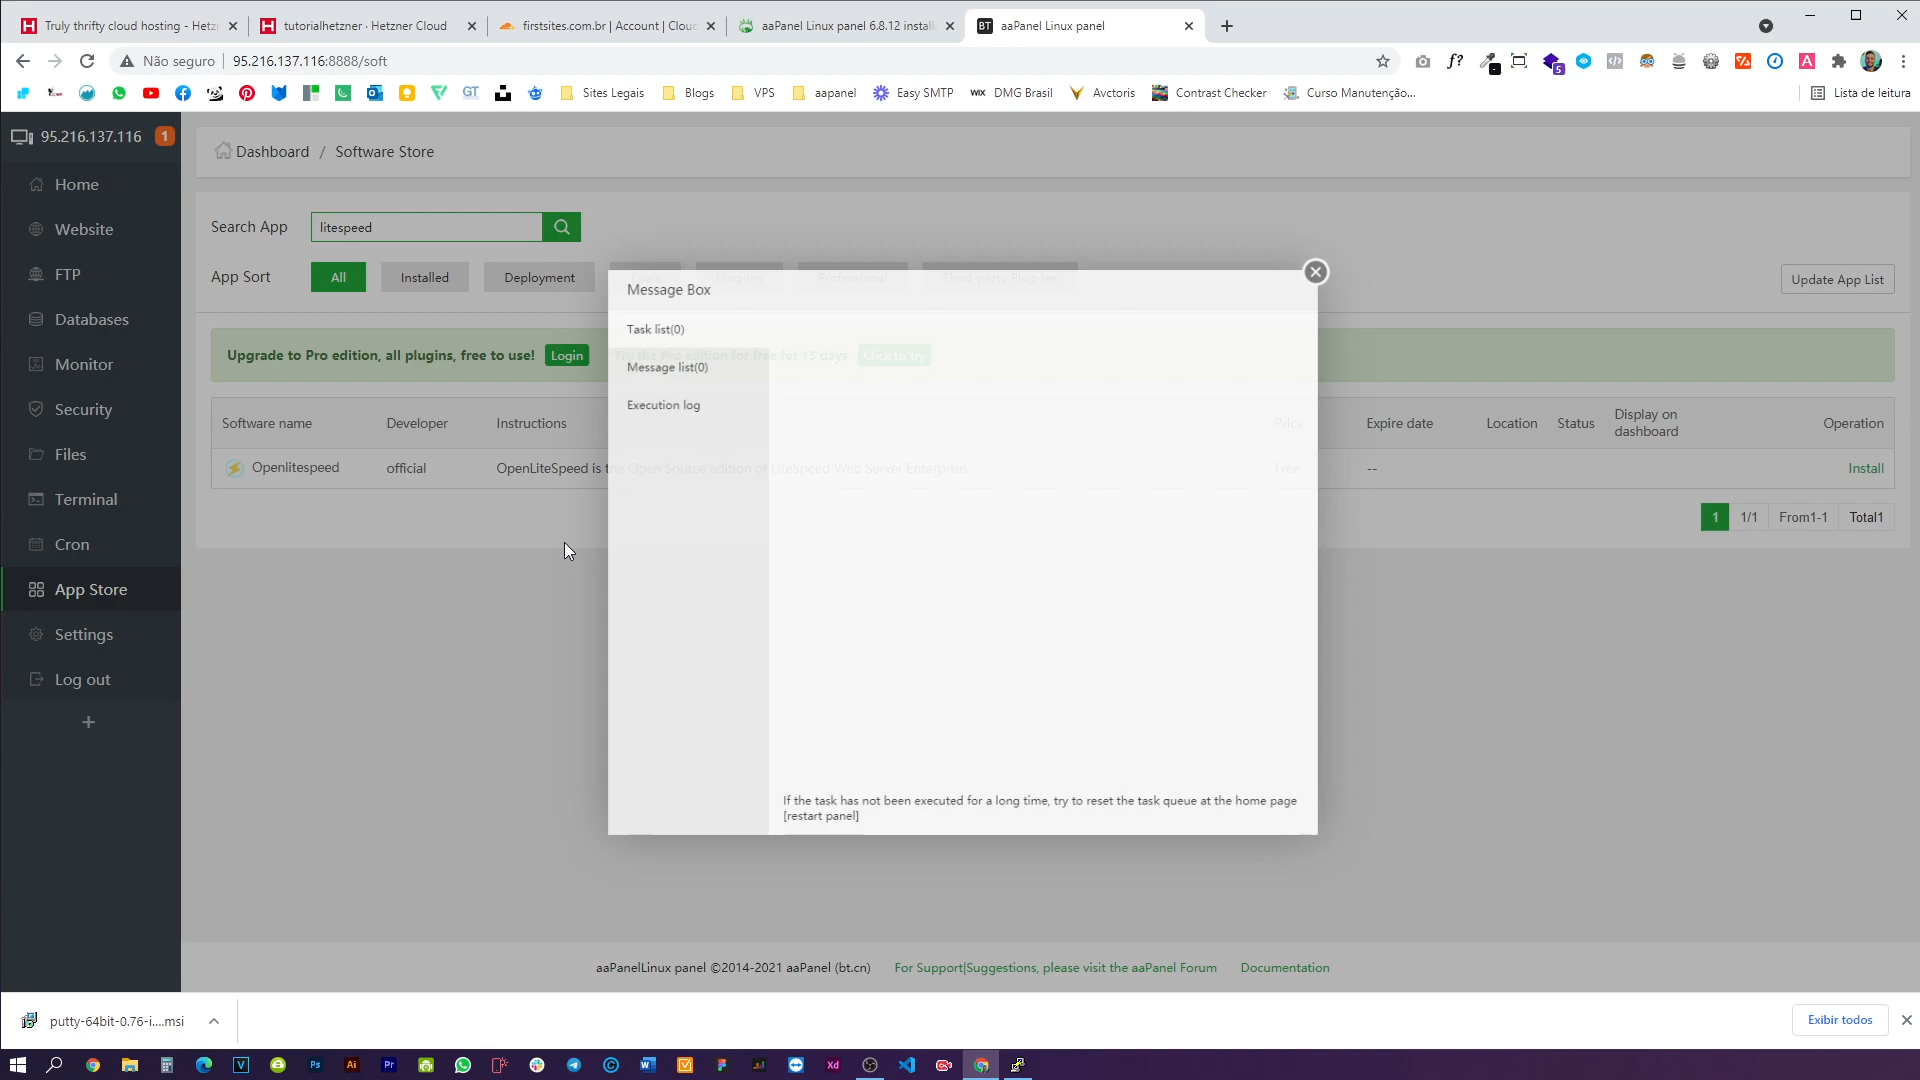 Truly thrifty cloud hosting - Hetz
tutorialhetzner · Hetzner Cloud
firstsites.com.br | Account | Clouc
aaPanel Linux panel 6.8.12 install
BT
aaPanel Linux panel
Não seguro
95.216.137.116:8888/soft
Sites Legais
Blogs
VPS
aapanel
Easy SMTP
WIX
DMG Brasil
Avctoris
Contrast Checker
Curso Manutenção...
Lista de leitura
95.216.137.116
1
Home
Website
FTP
Databases
Monitor
Security
Files
Terminal
Cron
App Store
Settings
Log out
Dashboard / Software Store
Search App
litespeed
App Sort
All
Installed
Deployment
Tools
Plug-ins
Professional
Third-party Plug-ins
Update App List
Upgrade to Pro edition, all plugins, free to use!
Login
Try the Pro edition for free for 15 days
Click to try
Software name
Developer
Instructions
Price
Expire date
Location
Status
Display on
dashboard
Operation
Openlitespeed
official
OpenLiteSpeed is the Open Source edition of LiteSpeed Web Server Enterprise.
Free
--
Install
1
1/1
From1-1
Total1
Message Box
Task list(0)
Message list(0)
Execution log
If the task has not been executed for a long time, try to reset the task queue at the home page
[restart panel]
aaPanelLinux panel ©2014-2021 aaPanel (bt.cn)
For Support|Suggestions, please visit the aaPanel Forum
Documentation
putty-64bit-0.76-i....msi
Exibir todos